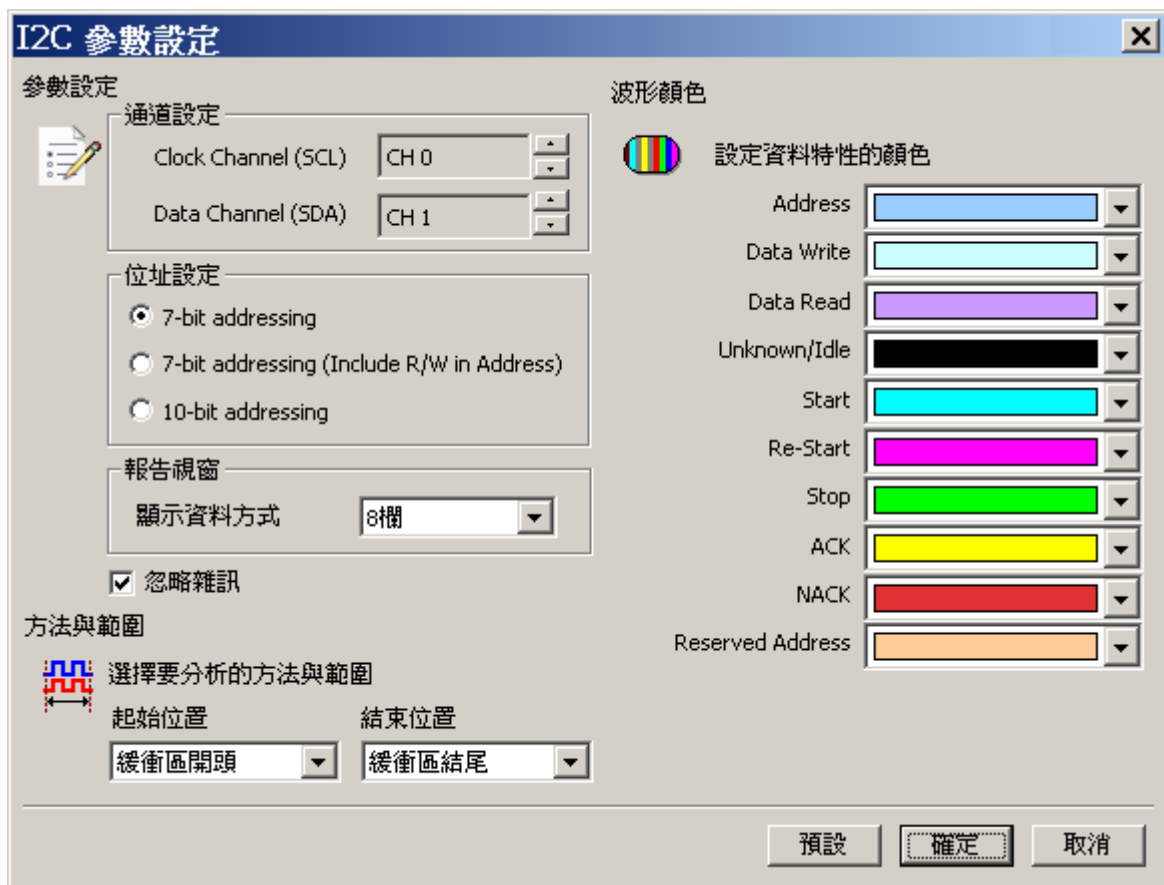 I2C 參數設定
參數設定
通道設定
Clock Channel (SCL)
CH 0
Data Channel (SDA)
CH 1
位址設定
7-bit addressing
7-bit addressing (Include R/W in Address)
10-bit addressing
報告視窗
顯示資料方式
8欄
忽略雜訊
方法與範圍
選擇要分析的方法與範圍
起始位置
結束位置
緩衝區開頭
緩衝區結尾
波形顏色
設定資料特性的顏色
Address
Data Write
Data Read
Unknown/Idle
Start
Re-Start
Stop
ACK
NACK
Reserved Address
預設
確定
取消